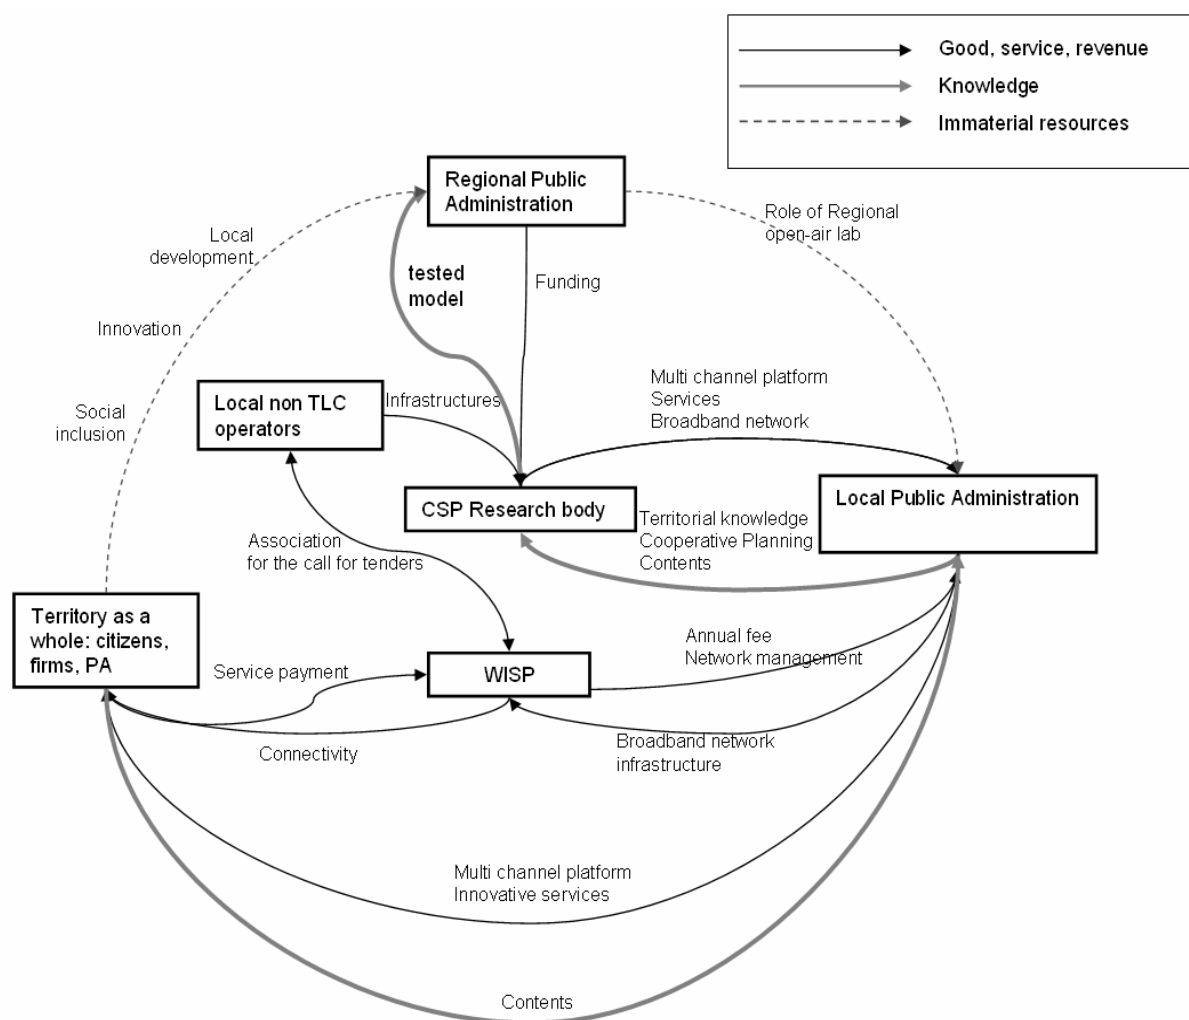 Good, service, revenue
Knowledge
Immaterial resources
Regional Public
Administration
Role of Regional
open-air lab
Local
development
tested
model
Funding
Innovation
Multi channel platform
Services
Broadband network
Local non TLC
operators
Infrastructures
Social
inclusion
CSP Research body
Local Public Administration
Territorial knowledge
Cooperative Planning
Contents
Association
for the call for tenders
Territory as a
whole: citizens,
firms, PA
Annual fee
Network management
Service payment
WISP
Connectivity
Broadband network
infrastructure
Multi channel platform
Innovative services
Contents